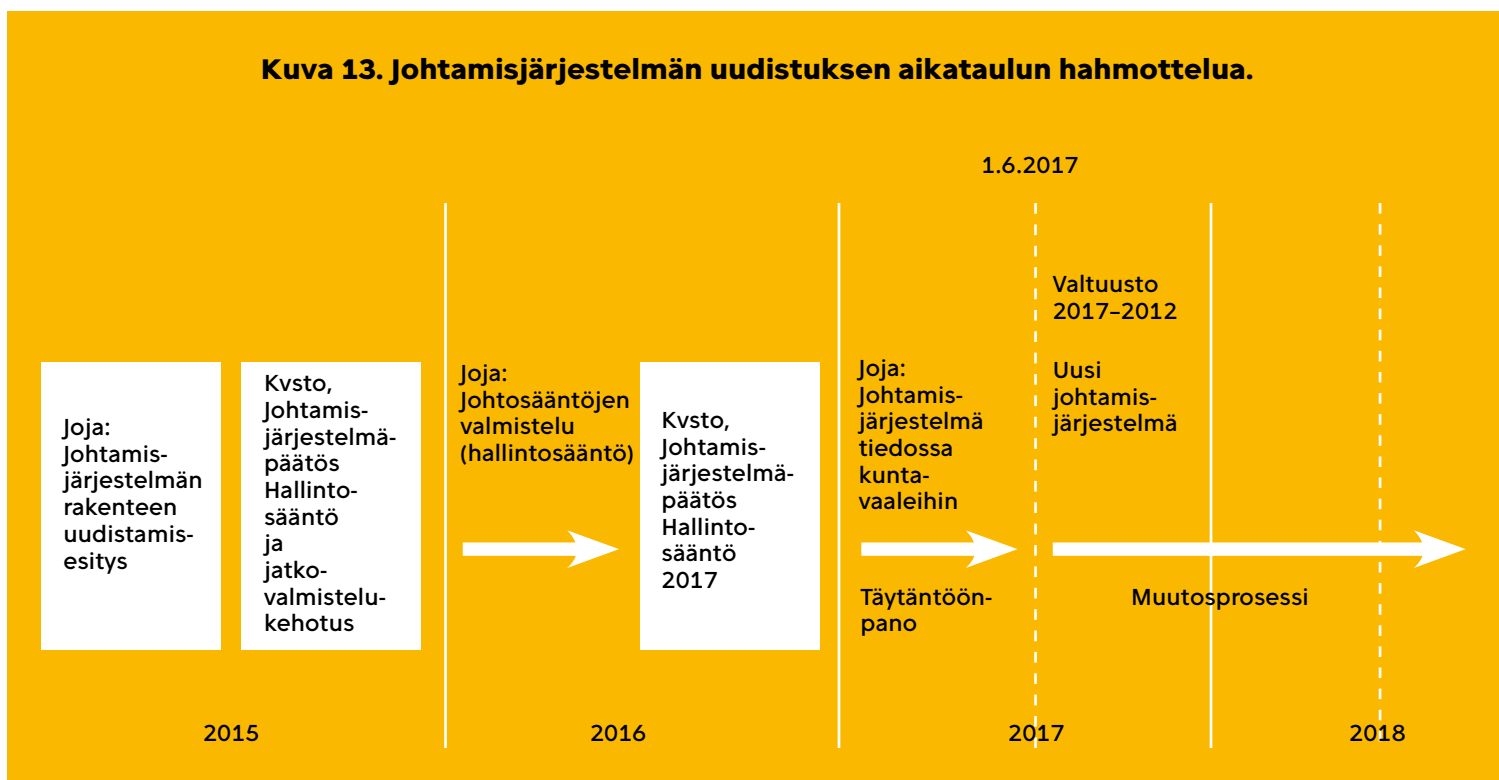 Kuva 13. Johtamisjärjestelmän uudistuksen aikataulun hahmottelua.
1.6.2017
Joja:
Johtamis-
järjestelmän
rakenteen
uudistamis-
esitys
Kvsto,
Johtamis-
järjestelmä-
päätös
Hallinto-
sääntö
ja
jatko-
valmistelu-
kehotus
Joja:
Johtosääntöjen
valmistelu
(hallintosääntö)
Kvsto,
Johtamis-
järjestelmä-
päätös
Hallinto-
sääntö
2017
Joja:
Johtamis-
järjestelmä
tiedossa
kunta-
vaaleihin
Täytäntöön-
pano
Valtuusto
2017–2012
Uusi
johtamis-
järjestelmä
Muutosprosessi
2015
2016
2017
2018